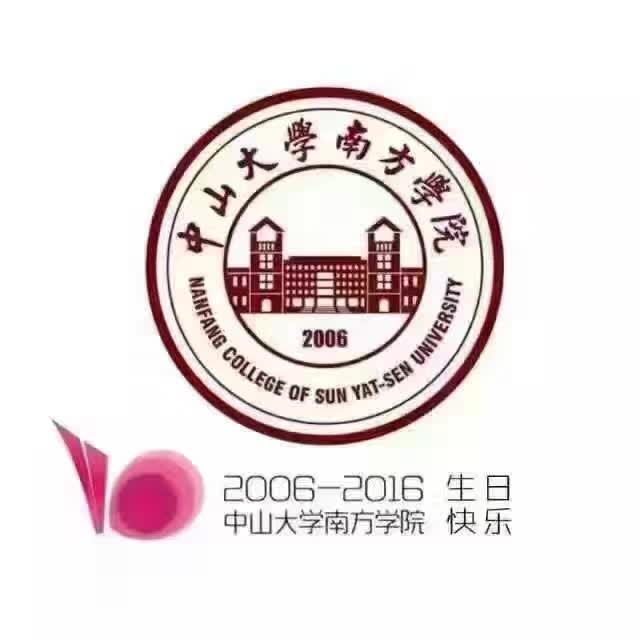 中山大學南方學院
2006
NANFANG COLLEGE OF SUN YAT-SEN UNIVERSITY
10
2006—2016 生日
中山大学南方学院 快乐